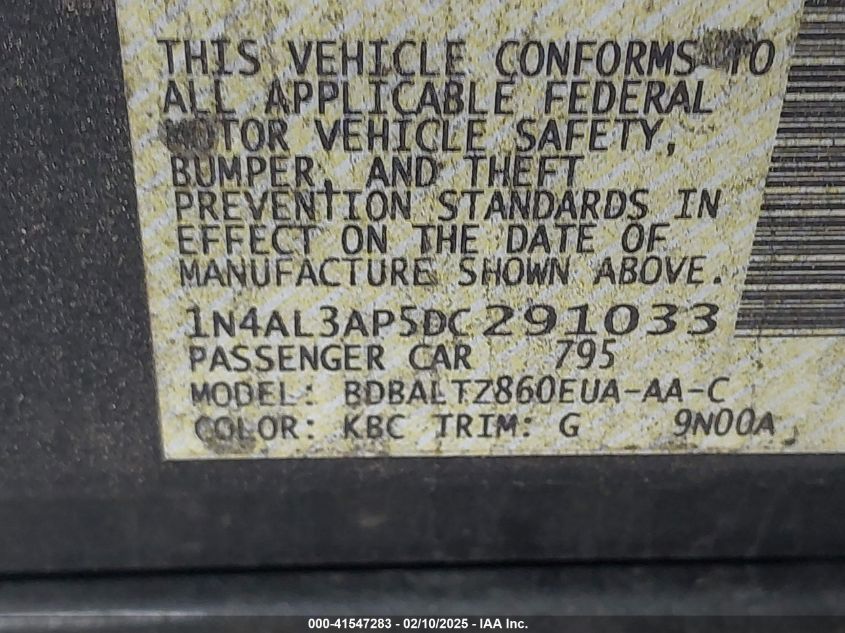 THIS VEHICLE CONFORMS TO
ALL APPLICABLE FEDERAL
MOTOR VEHICLE SAFETY,
BUMPER, AND THEFT
PREVENTION STANDARDS IN
EFFECT ON THE DATE OF
MANUFACTURE SHOWN ABOVE.
1N4AL3AP5DC291033
PASSENGER CAR 795
MODEL: BDBALTZ860EUA-AA-C
COLOR: KBC TRIM: G 9N00A
000-41547283 - 02/10/2025 - IAA Inc.